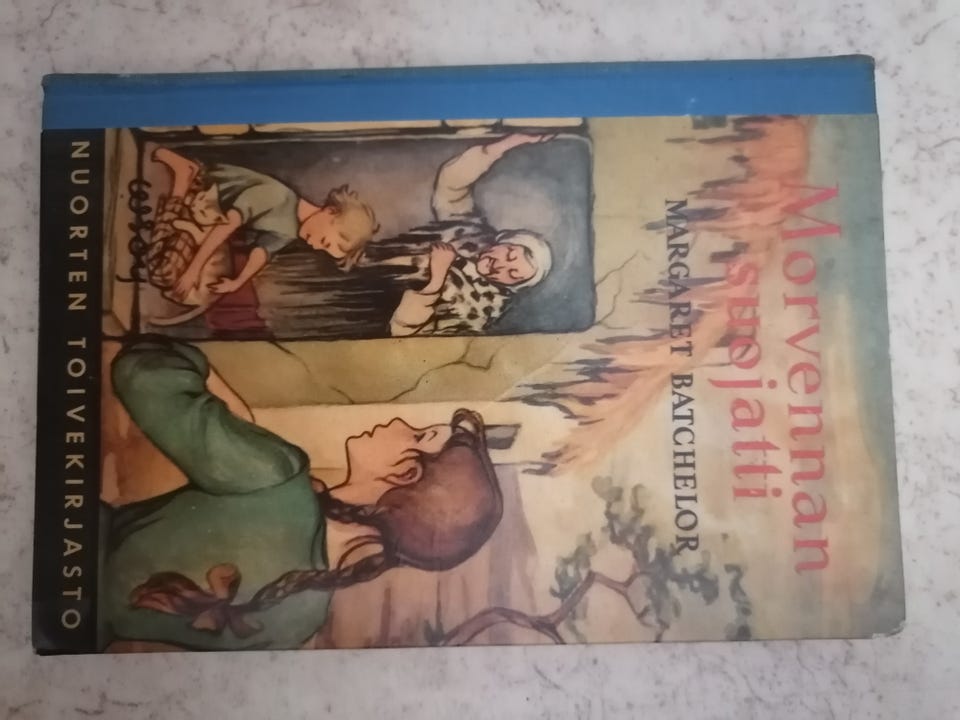 Morvennan
suojatti
MARGARET BATCHELOR
NUORTEN TOIVEKIRJASTO